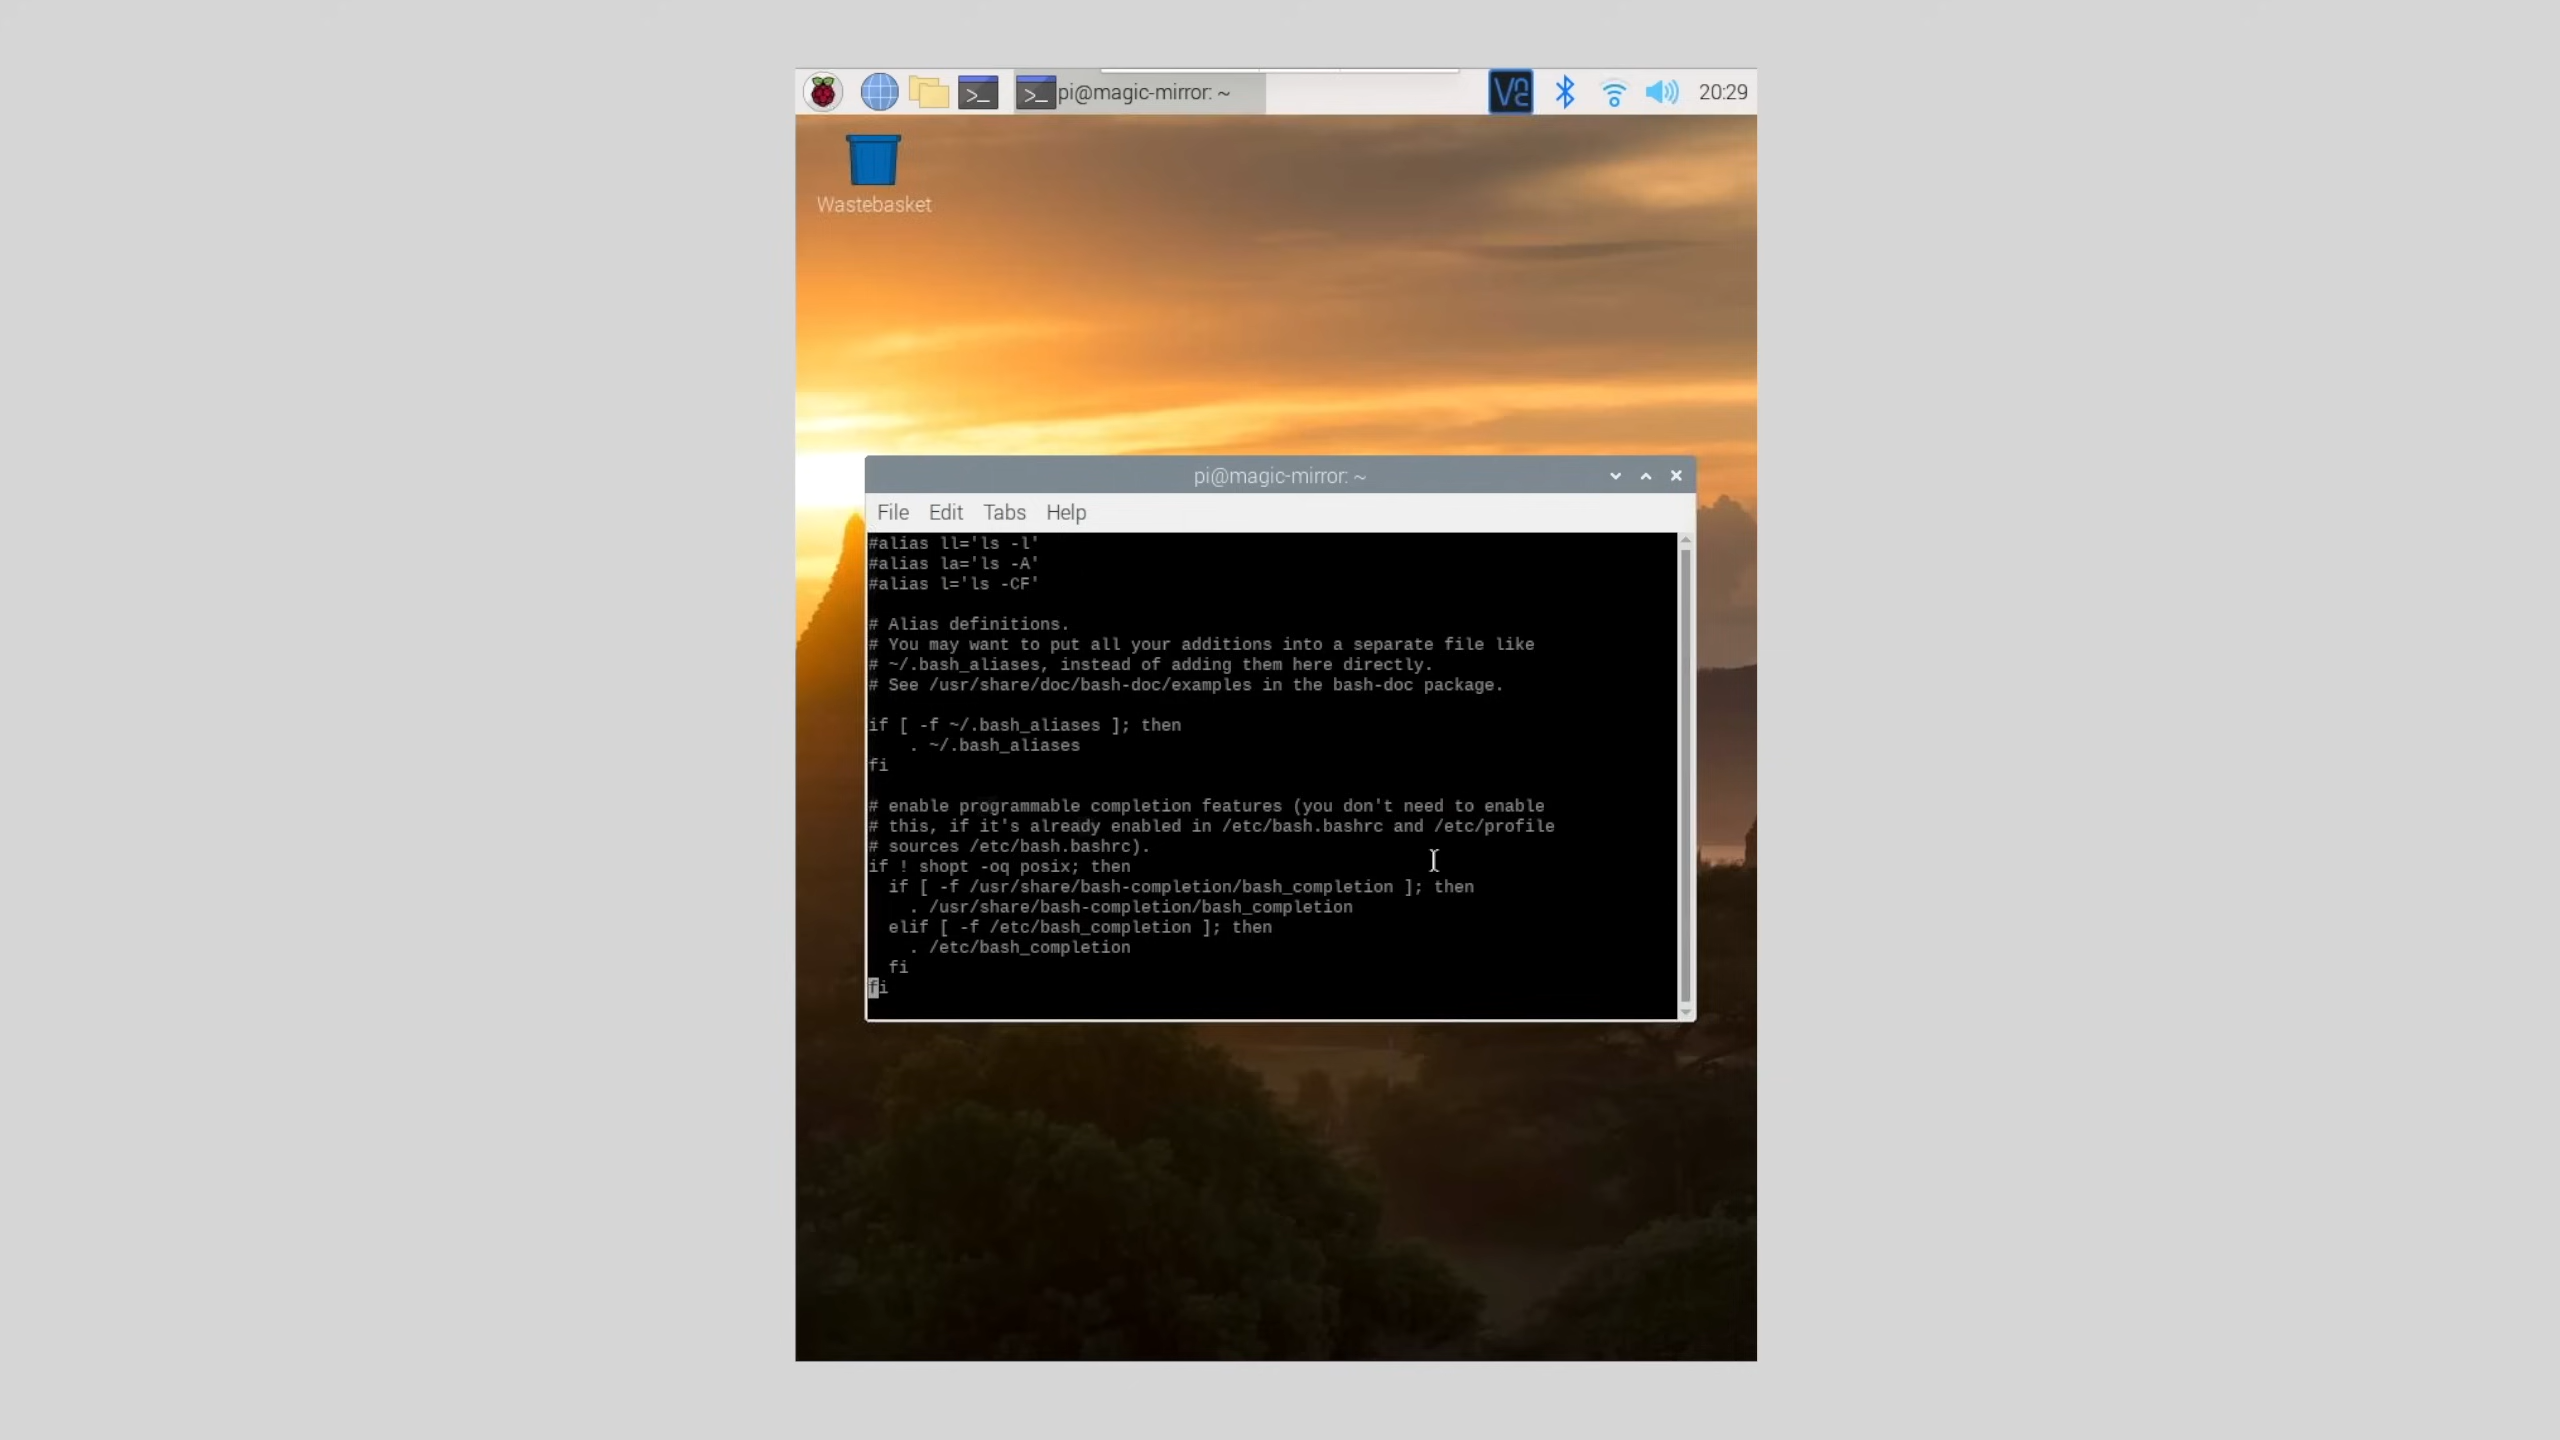 pi@magic-mirror: ~
20:29
Wastebasket
pi@magic-mirror: ~
File Edit Tabs Help
#alias ll='ls -l'
#alias la='ls -A'
#alias l='ls -CF'
# Alias definitions.
# You may want to put all your additions into a separate file like
# ~/.bash_aliases, instead of adding them here directly.
# See /usr/share/doc/bash-doc/examples in the bash-doc package.
if [ -f ~/.bash_aliases ]; then
    . ~/.bash_aliases
fi
# enable programmable completion features (you don't need to enable
# this, if it's already enabled in /etc/bash.bashrc and /etc/profile
# sources /etc/bash.bashrc).
if ! shopt -oq posix; then
  if [ -f /usr/share/bash-completion/bash_completion ]; then
    . /usr/share/bash-completion/bash_completion
  elif [ -f /etc/bash_completion ]; then
    . /etc/bash_completion
  fi
fi